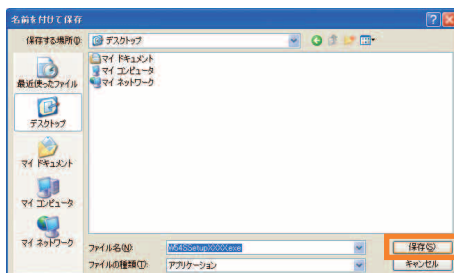 名前を付けて保存
保存する場所(I):
デスクトップ
マイ ドキュメント
マイ コンピュータ
マイ ネットワーク
最近使ったファイル
デスクトップ
マイ ドキュメント
マイ コンピュータ
マイ ネットワーク
ファイル名(N):
MS4SSetupXXXX.exe
保存(S)
ファイルの種類(T):
アプリケーション
キャンセル